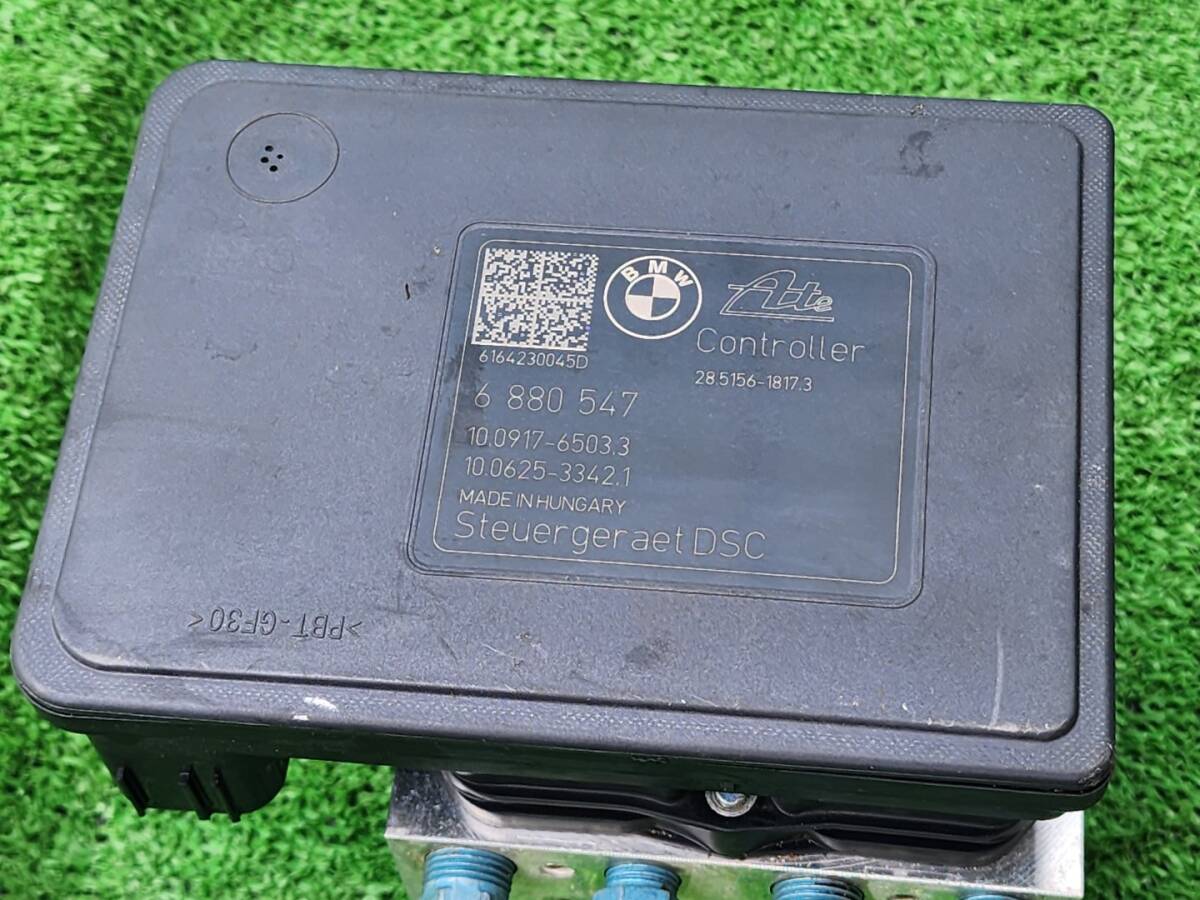 BMW
Ate
Controller
28.5156-1817.3
6164230045D
6 880 547
10.0917-6503.3
10.0625-3342.1
MADE IN HUNGARY
Steuergeraet DSC
>PBT-GF30<